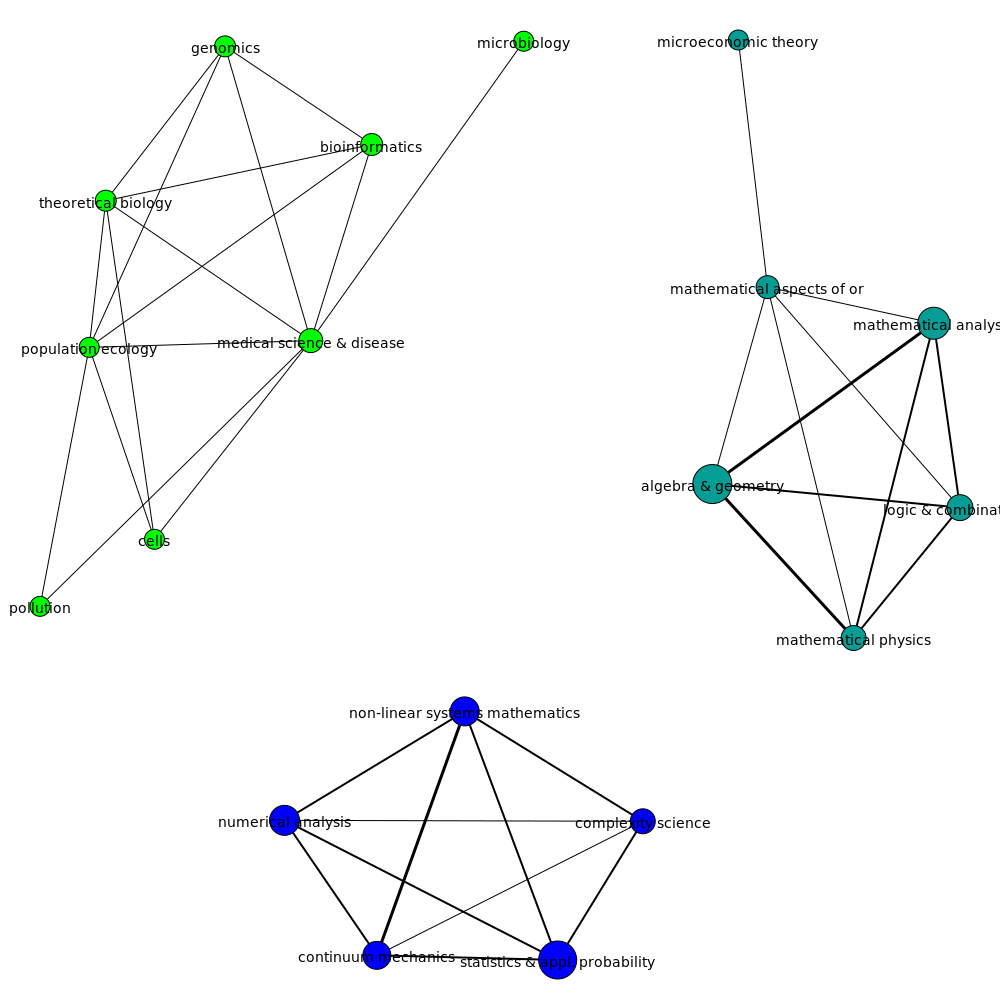 genomics
microbiology
microeconomic theory
bioinformatics
theoretical biology
mathematical aspects of or
mathematical analys
population ecology
medical science & disease
algebra & geometry
logic & combinat
cells
pollution
mathematical physics
non-linear systems mathematics
numerical analysis
complexity science
continuum mechanics
statistics & appl. probability